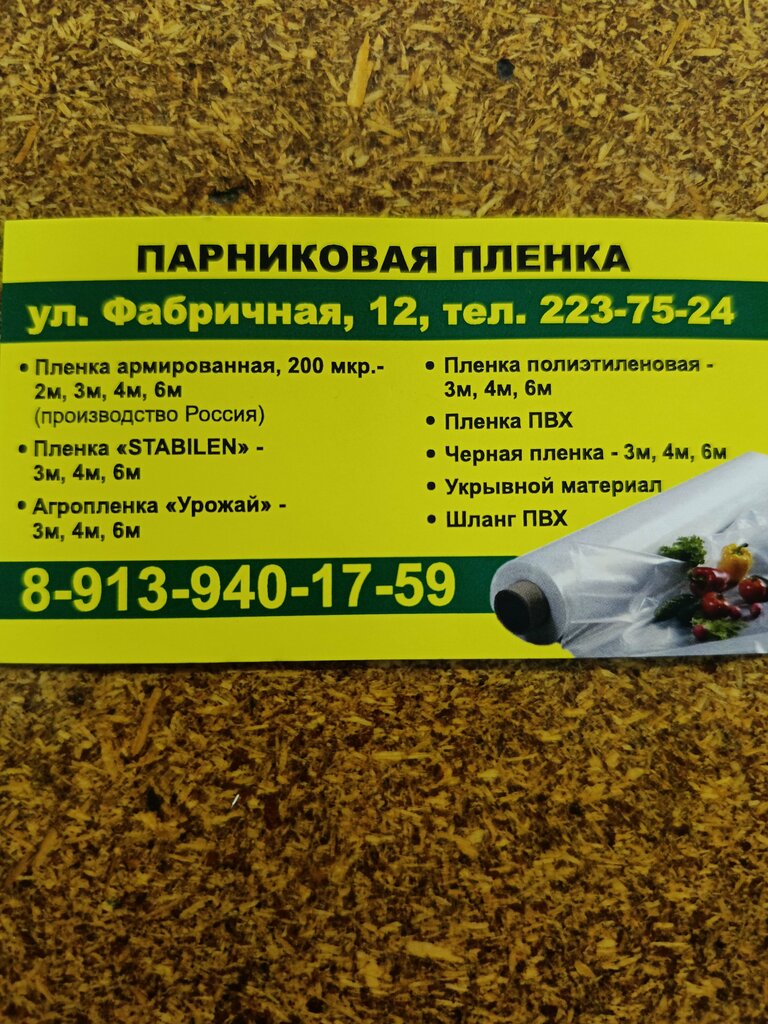 ПАРНИКОВАЯ ПЛЕНКА
ул. Фабричная, 12, тел. 223-75-24
• Пленка армированная, 200 мкр.-
2м, 3м, 4м, 6м
(производство Россия)
• Пленка «STABILEN» -
3м, 4м, 6м
• Агропленка «Урожай» -
3м, 4м, 6м
• Пленка полиэтиленовая -
3м, 4м, 6м
• Пленка ПВХ
• Черная пленка - 3м, 4м, 6м
• Укрывной материал
• Шланг ПВХ
8-913-940-17-59